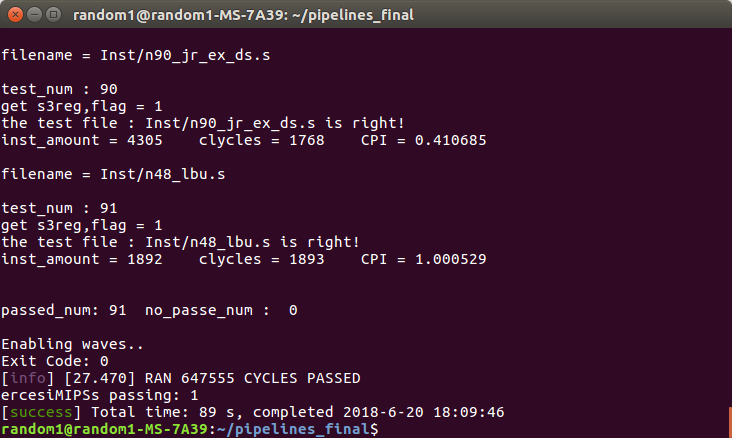 random1@random1-MS-7A39: ~/pipelines_final
filename = Inst/n90_jr_ex_ds.s
test_num : 90
get s3reg,flag = 1
the test file : Inst/n90_jr_ex_ds.s is right!
inst_amount = 4305    clycles = 1768    CPI = 0.410685
filename = Inst/n48_lbu.s
test_num : 91
get s3reg,flag = 1
the test file : Inst/n48_lbu.s is right!
inst_amount = 1892    clycles = 1893    CPI = 1.000529
passed_num: 91  no_passe_num :  0
Enabling waves..
Exit Code: 0
[info] [27.470] RAN 647555 CYCLES PASSED
ercesiMIPSs passing: 1
[success] Total time: 89 s, completed 2018-6-20 18:09:46
random1@random1-MS-7A39:~/pipelines_final$